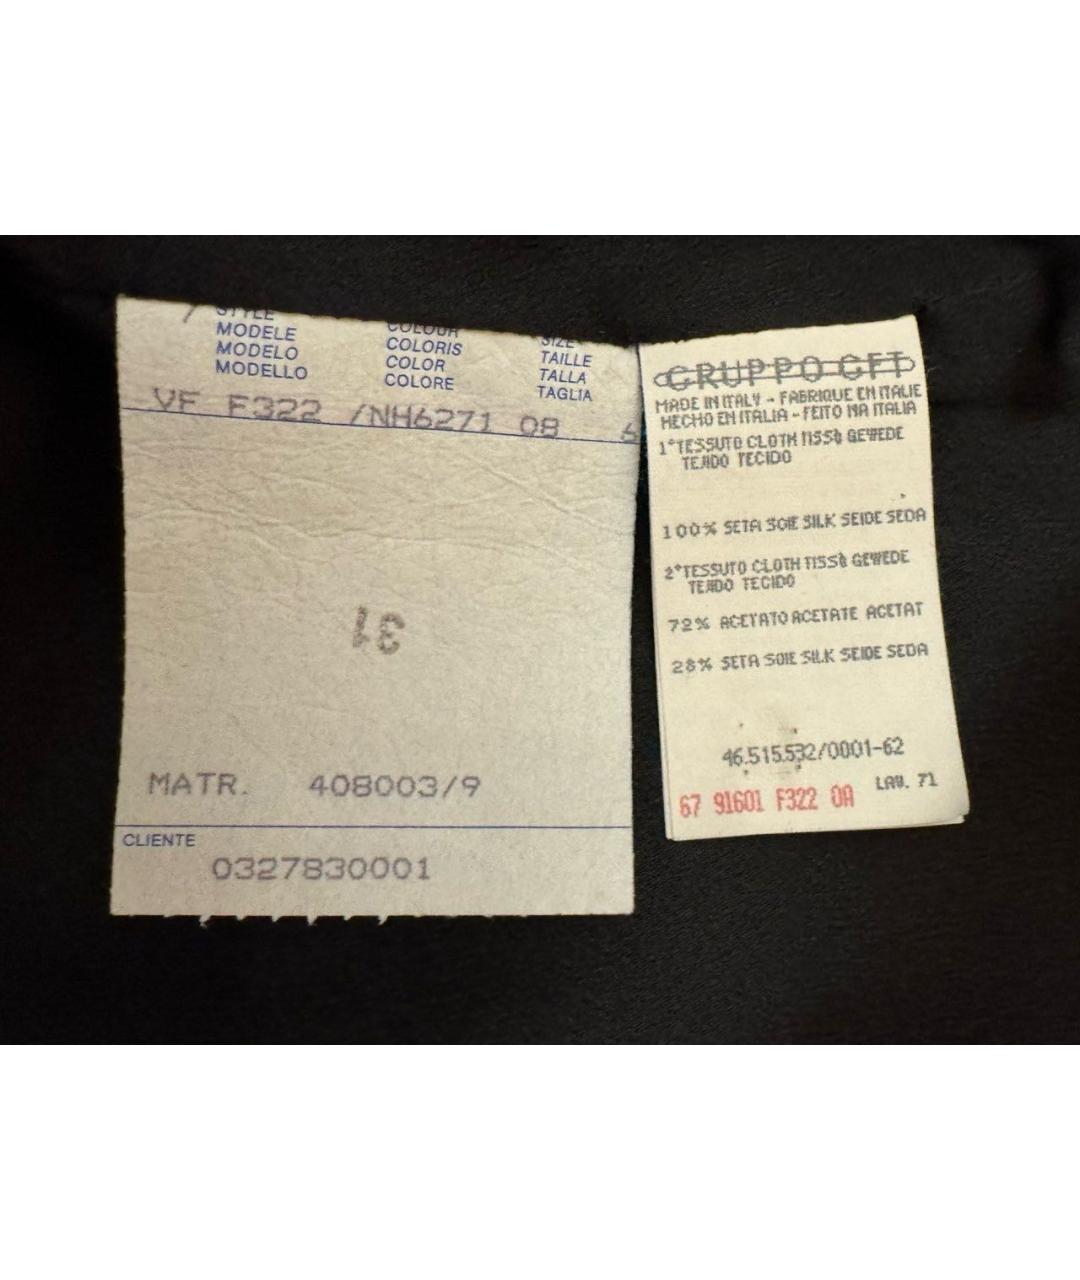 STYLE
MODELE
MODELO
MODELLO
COLOUR
COLORIS
COLOR
COLORE
SIZE
TAILLE
TALLA
TAGLIA
VF F322 /NH6271 08 6
31
MATR. 408003/9
CLIENTE
0327830001
GRUPPO GFT
MADE IN ITALY - FABRIQUE EN ITALIE
HECHO EN ITALIA - FEITO NA ITALIA
1°TESSUTO CLOTH TISSÙ GEWEDE
TEJIDO TECIDO
100% SETA SOIE SILK SEIDE SEDA
2°TESSUTO CLOTH TISSÙ GEWEDE
TEJIDO TECIDO
72% ACETATO ACETATE ACETAT
28% SETA SOIE SILK SEIDE SEDA
46.515.532/0001-62
LAV. 71
67 91601 F322 0A